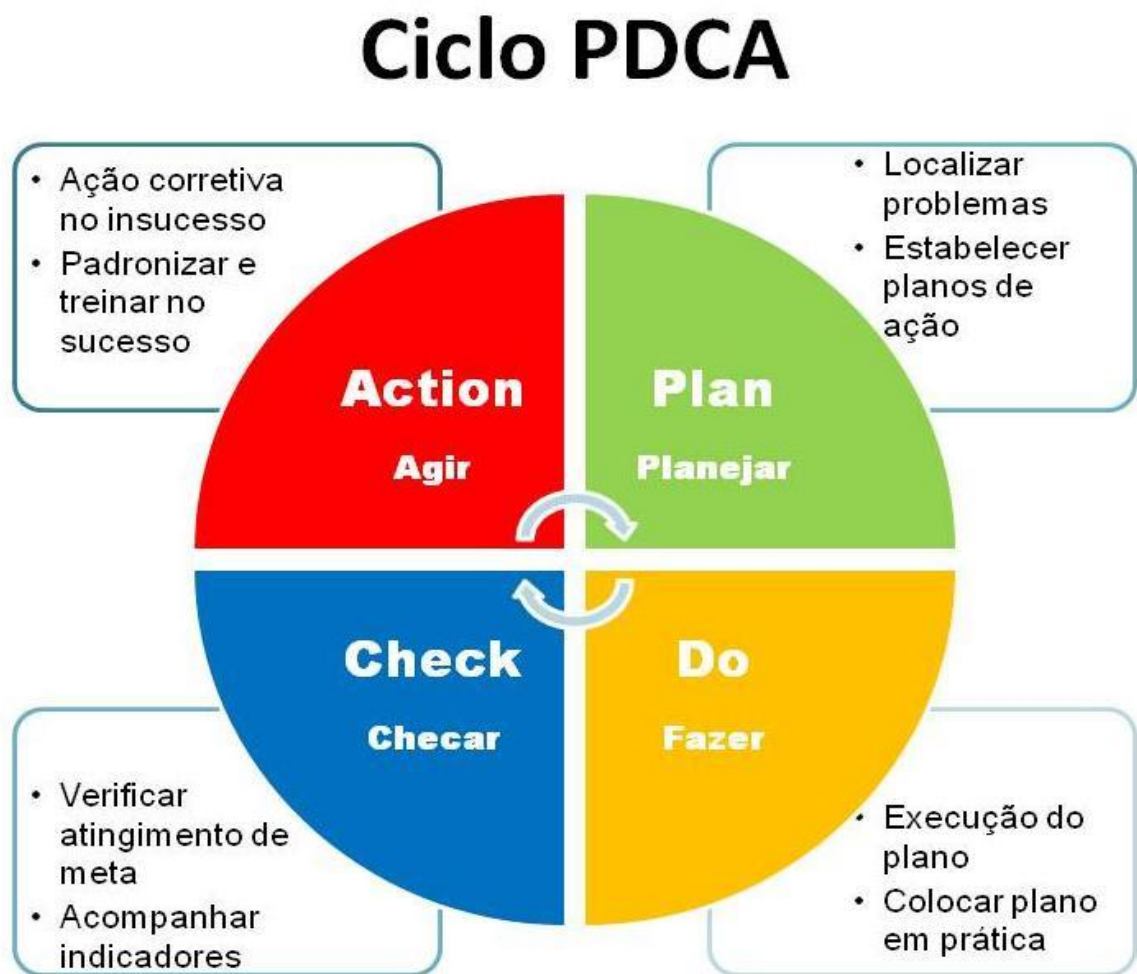 Ciclo PDCA
• Ação corretiva
no insucesso
• Padronizar e
treinar no
sucesso
• Localizar
problemas
• Estabelecer
planos de
ação
Action
Agir
Plan
Planejar
Check
Checar
Do
Fazer
• Verificar
atingimento de
meta
• Acompanhar
indicadores
• Execução do
plano
• Colocar plano
em prática